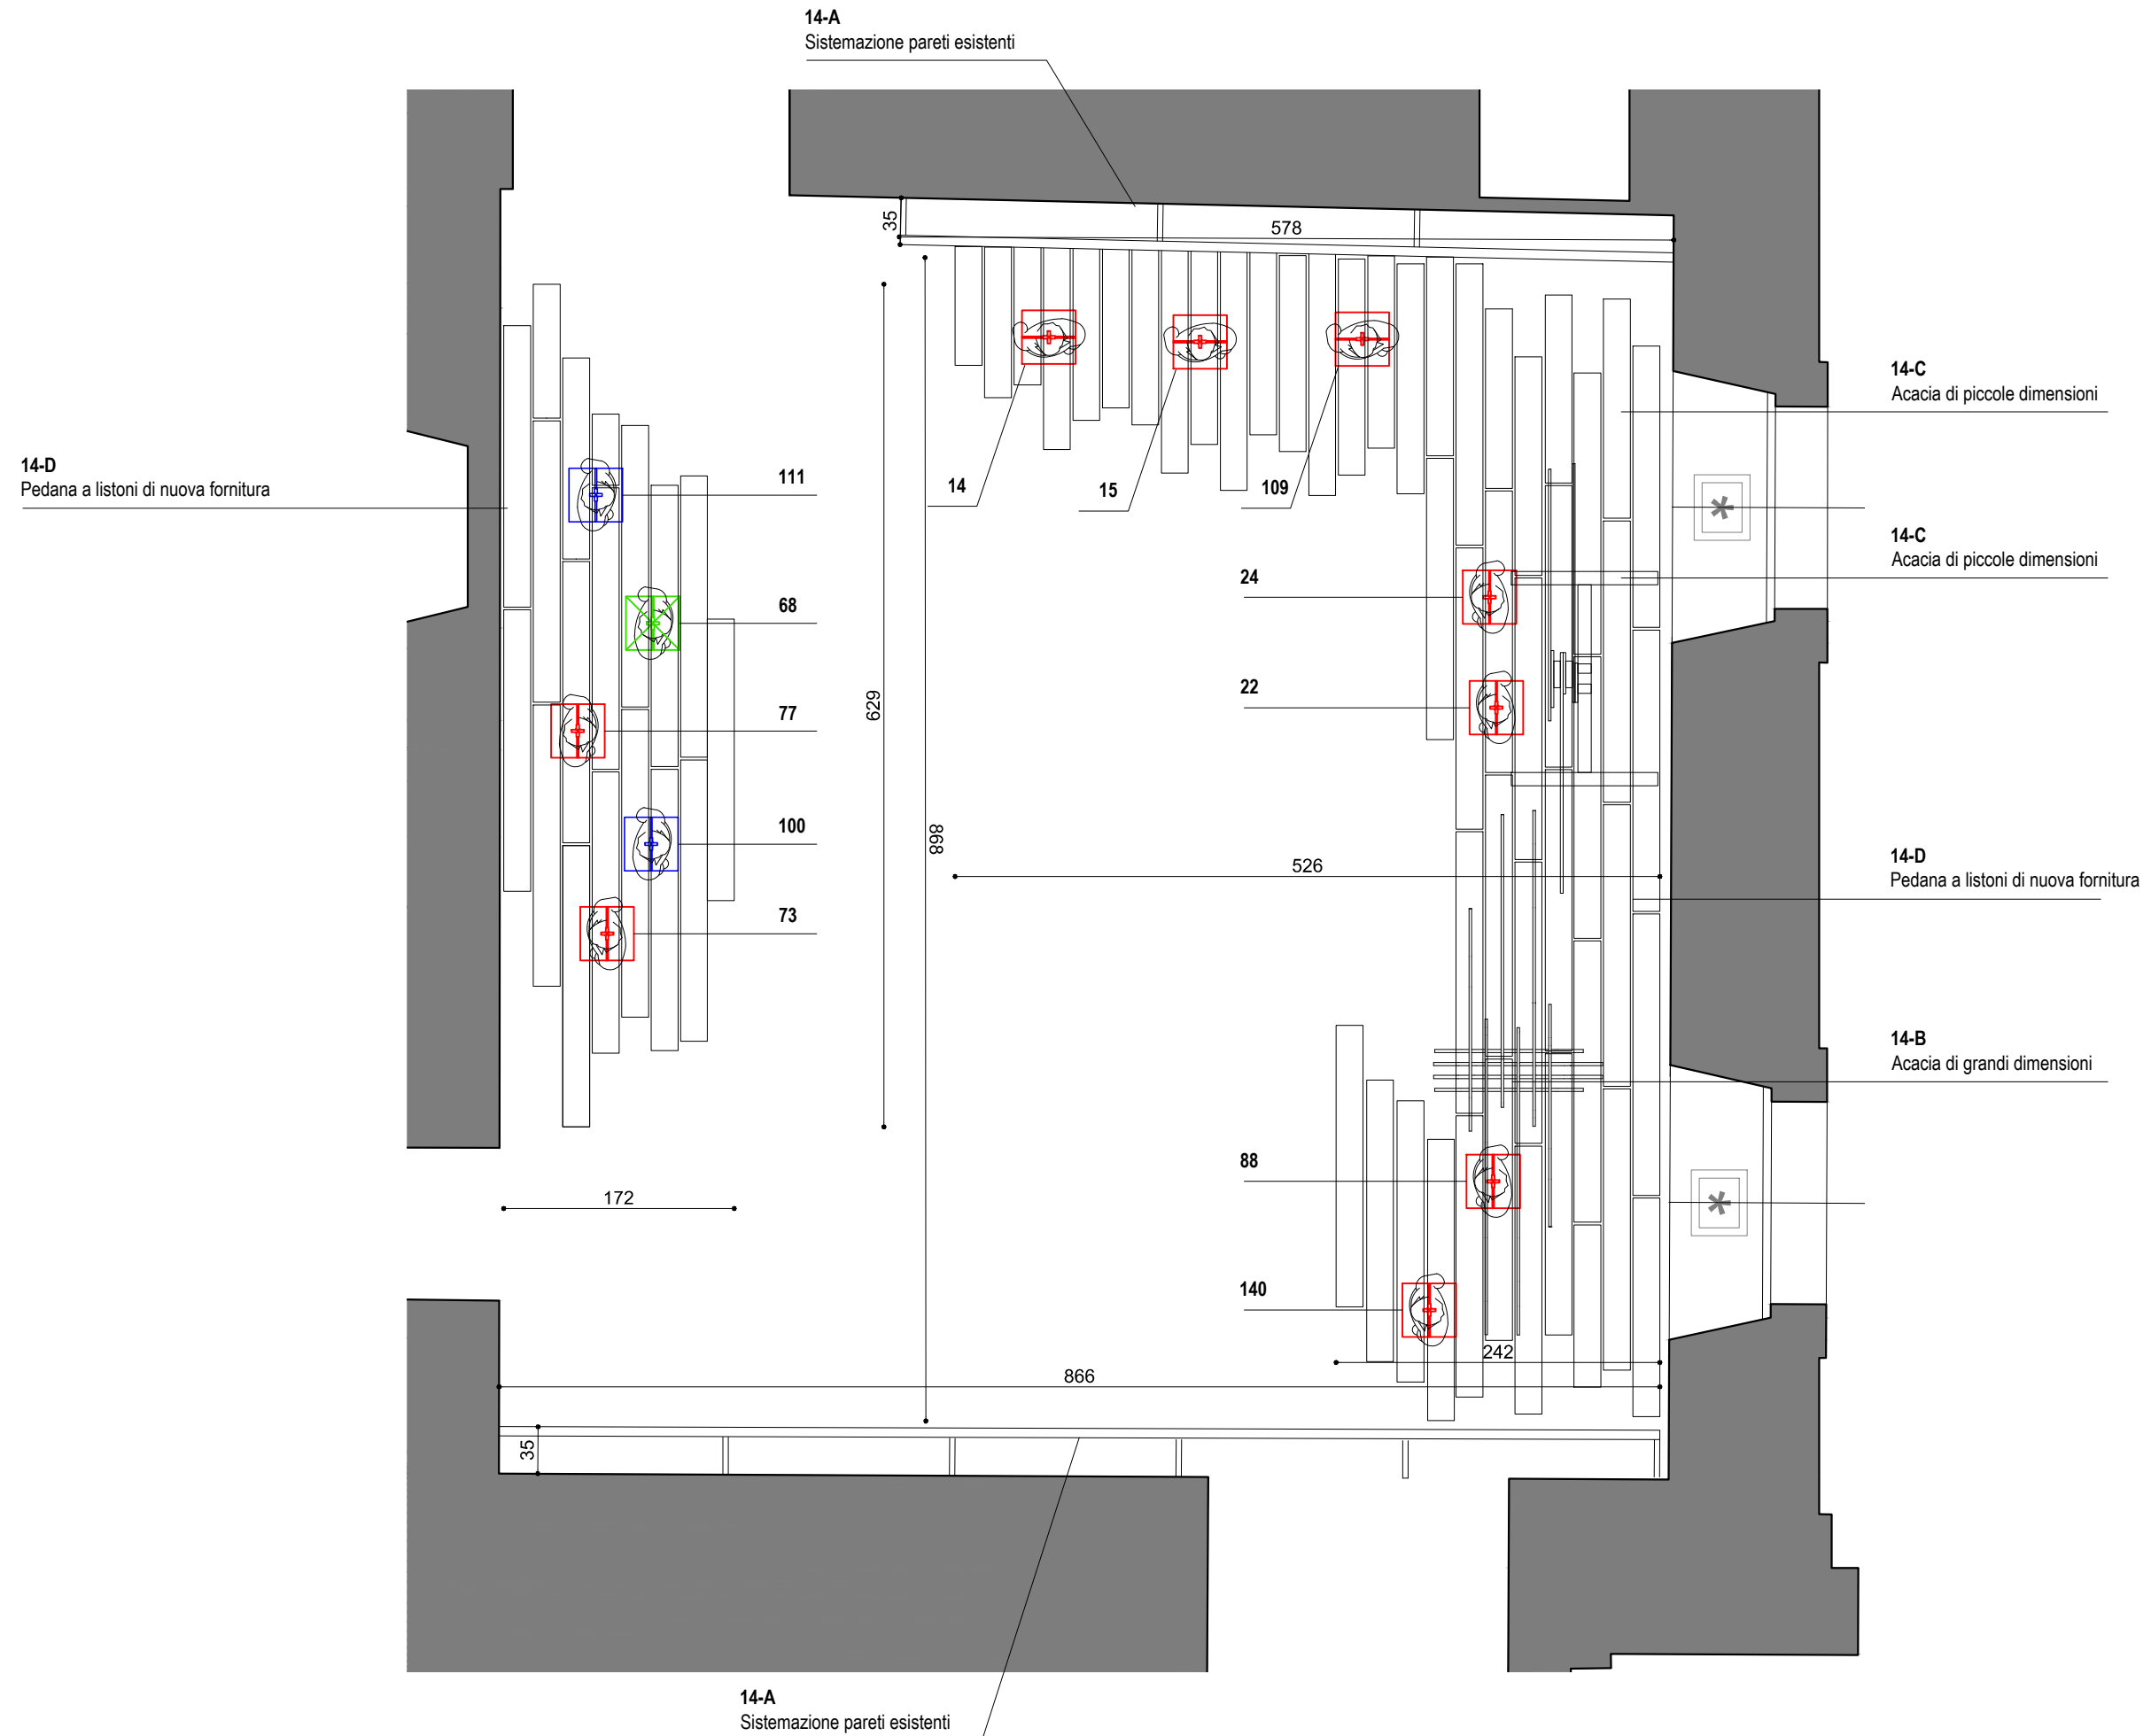 14-A
Sistemazione pareti esistenti
35
578
14-C
Acacia di piccole dimensioni
14-D
Pedana a listoni di nuova fornitura
111
14
15
109
*
14-C
Acacia di piccole dimensioni
24
68
22
629
77
898
100
526
14-D
Pedana a listoni di nuova fornitura
73
14-B
Acacia di grandi dimensioni
88
172
*
140
242
866
35
14-A
Sistemazione pareti esistenti